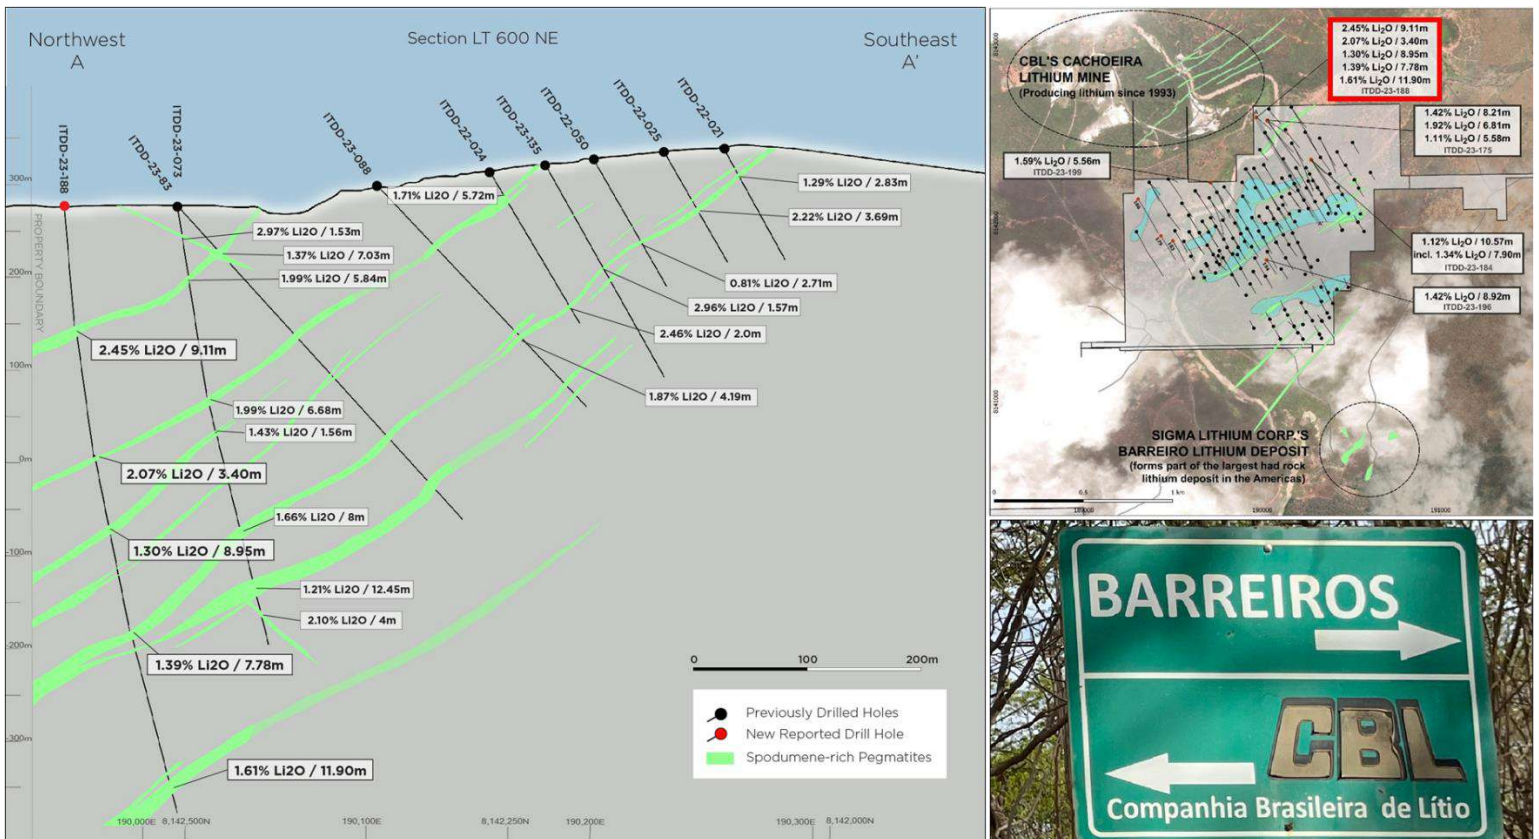 Northwest
A
Section LT 600 NE
Southeast
A'
ITDD-23-188
ITDD-23-83
ITDD-23-073
ITDD-23-088
ITDD-22-024
ITDD-23-135
ITDD-22-050
ITDD-22-025
ITDD-22-021
300m
200m
100m
0m
-100m
-200m
-300m
PROPERTY BOUNDARY
1.71% Li2O / 5.72m
1.29% Li2O / 2.83m
2.22% Li2O / 3.69m
2.97% Li2O / 1.53m
1.37% Li2O / 7.03m
1.99% Li2O / 5.84m
0.81% Li2O / 2.71m
2.96% Li2O / 1.57m
2.46% Li2O / 2.0m
2.45% Li2O / 9.11m
1.87% Li2O / 4.19m
1.99% Li2O / 6.68m
1.43% Li2O / 1.56m
2.07% Li2O / 3.40m
1.66% Li2O / 8m
1.30% Li2O / 8.95m
1.21% Li2O / 12.45m
2.10% Li2O / 4m
1.39% Li2O / 7.78m
1.61% Li2O / 11.90m
0 100 200m
Previously Drilled Holes
New Reported Drill Hole
Spodumene-rich Pegmatites
190,000E 8,142,500N 190,100E 8,142,250N 190,200E 190,300E 8,142,000N
CBL'S CACHOEIRA
LITHIUM MINE
(Producing lithium since 1993)
2.45% Li₂O / 9.11m
2.07% Li₂O / 3.40m
1.30% Li₂O / 8.95m
1.39% Li₂O / 7.78m
1.61% Li₂O / 11.90m
ITDD-23-188
1.42% Li₂O / 8.21m
1.92% Li₂O / 6.81m
1.11% Li₂O / 5.58m
ITDD-23-175
1.59% Li₂O / 5.56m
ITDD-23-199
1.12% Li₂O / 10.57m
incl. 1.34% Li₂O / 7.90m
ITDD-23-184
1.42% Li₂O / 8.92m
ITDD-23-196
SIGMA LITHIUM CORP.'S
BARREIRO LITHIUM DEPOSIT
(forms part of the largest had rock
lithium deposit in the Americas)
8143000
8142000
8141000
0 0.5 1 km
189000 190000 191000
BARREIROS
CBL
Companhia Brasileira de Lítio